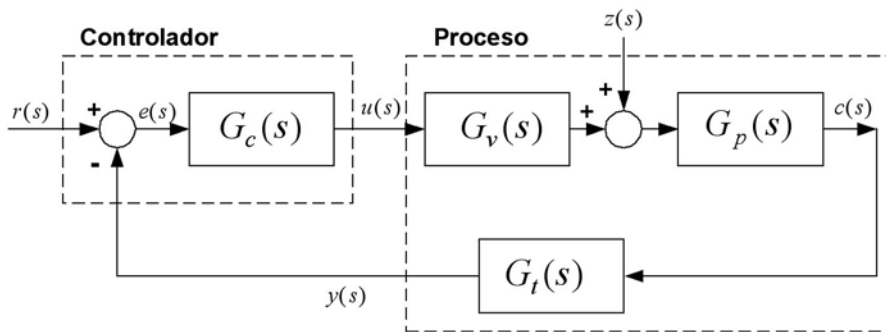 Controlador
Proceso
z(s)
r(s)
+
e(s)
G_c(s)
u(s)
G_v(s)
+
+
G_p(s)
c(s)
-
G_t(s)
y(s)